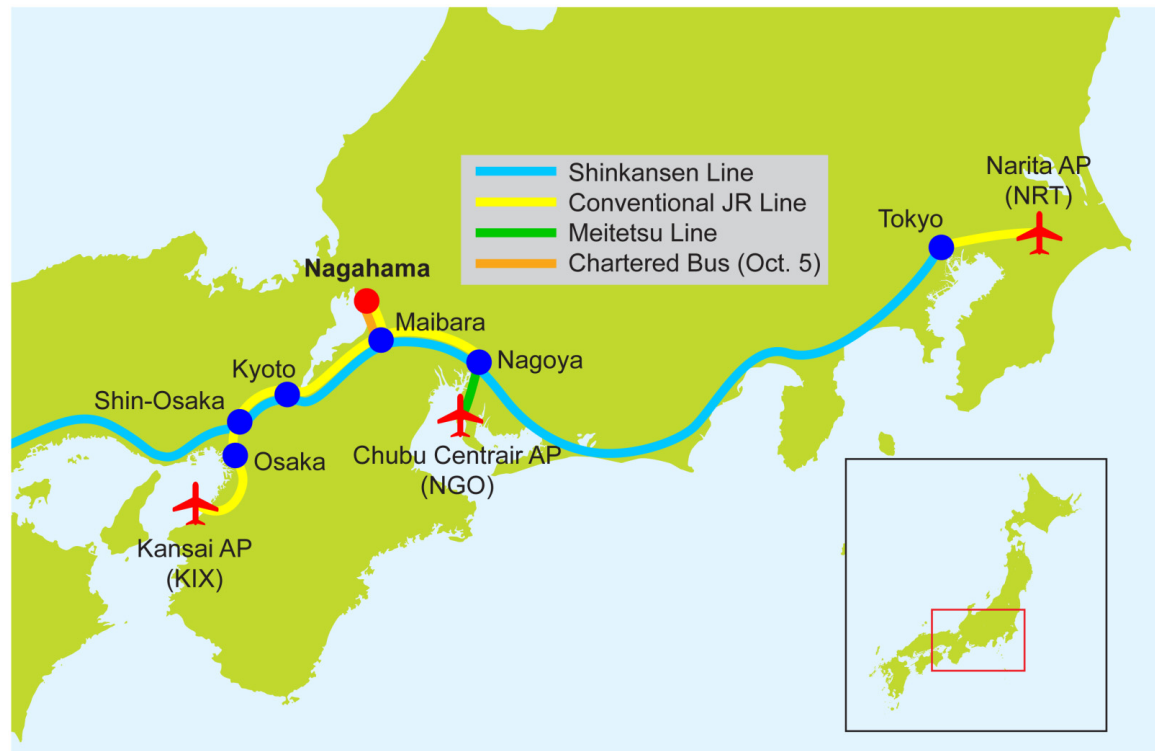 Shinkansen Line
Conventional JR Line
Meitetsu Line
Chartered Bus (Oct. 5)
Narita AP
(NRT)
Tokyo
Nagahama
Maibara
Nagoya
Kyoto
Shin-Osaka
Osaka
Chubu Centrair AP
(NGO)
Kansai AP
(KIX)